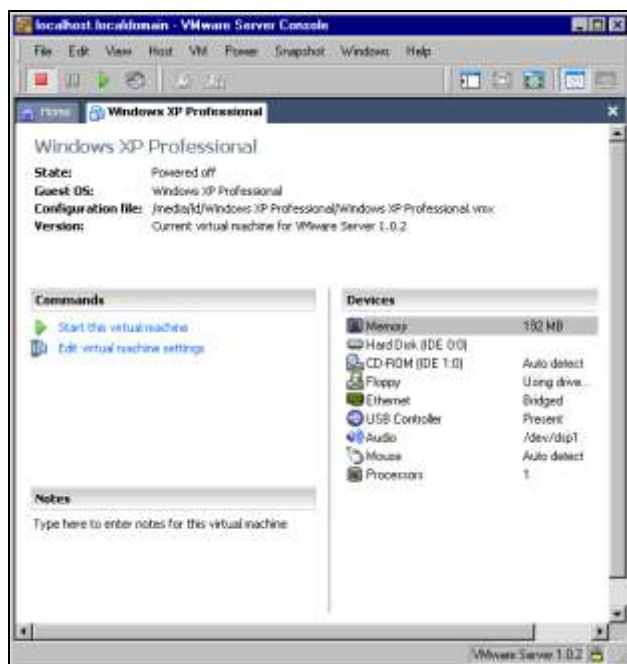 localhost.localdomain - VMware Server Console
File Edit View Host VM Power Snapshot Windows Help
Home Windows XP Professional
Windows XP Professional
State: Powered off
Guest OS: Windows XP Professional
Configuration file: /media/jd/Windows XP Professional/Windows XP Professional.vmx
Version: Current virtual machine for VMware Server 1.0.2
Commands
Start this virtual machine
Edit virtual machine settings
Devices
Memory 192 MB
Hard Disk (IDE 0:0)
CD-ROM (IDE 1:0) Auto detect
Floppy Using drive...
Ethernet Bridged
USB Controller Present
Audio /dev/dsp1
Mouse Auto detect
Processors 1
Notes
Type here to enter notes for this virtual machine
VMware Server 1.0.2